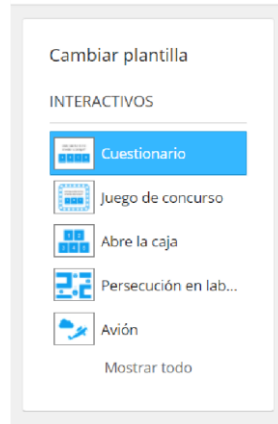 Cambiar plantilla
INTERACTIVOS
Cuestionario
Juego de concurso
Abre la caja
Persecución en lab...
Avión
Mostrar todo